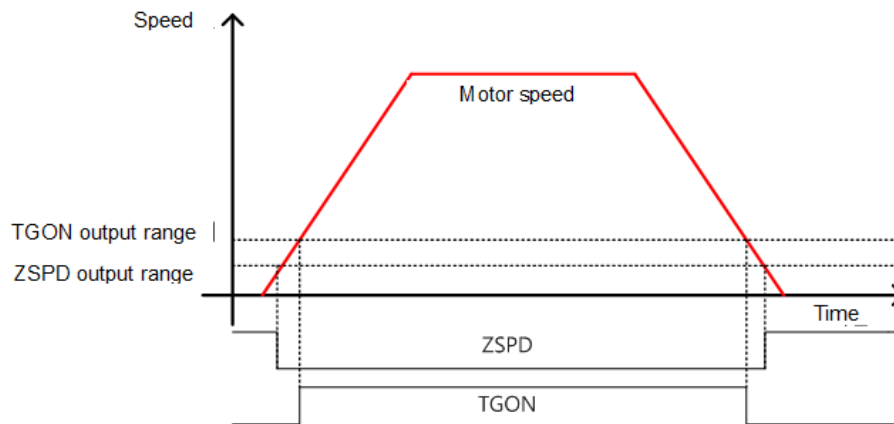 Speed
Motor speed
TGON output range
ZSPD output range
Time
ZSPD
TGON